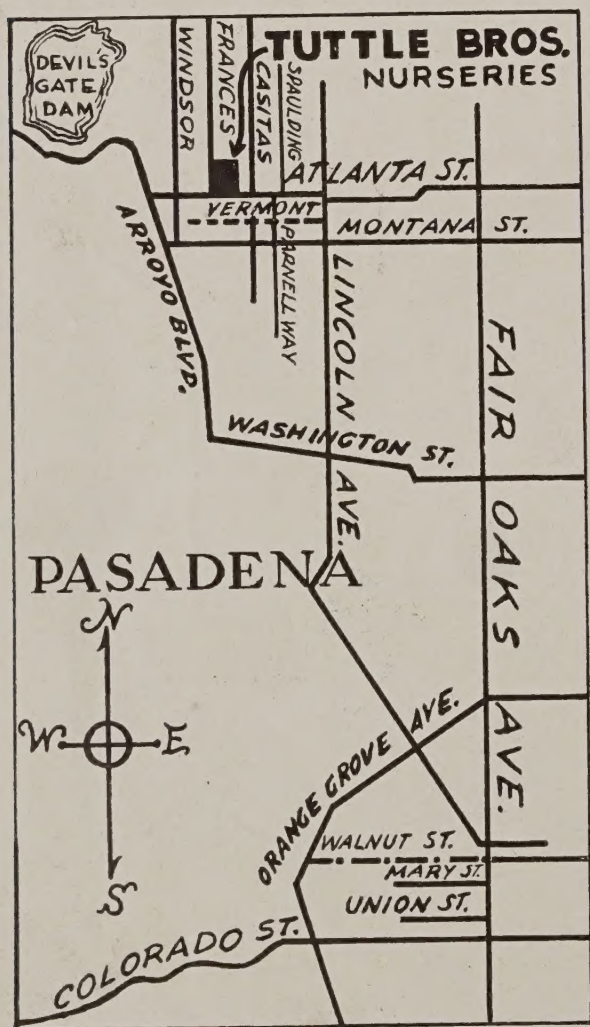 DEVIL'S
GATE
DAM
WINDSOR
FRANCES
CASITAS
SPAULDING
TUTTLE BROS.
NURSERIES
ATLANTA ST.
VERMONT
MONTANA ST.
PARNELL WAY
ARROYO BLVD.
LINCOLN AVE.
FAIR OAKS AVE.
WASHINGTON ST.
PASADENA
N
W E
S
ORANGE GROVE AVE.
WALNUT ST.
MARY ST.
UNION ST.
COLORADO ST.